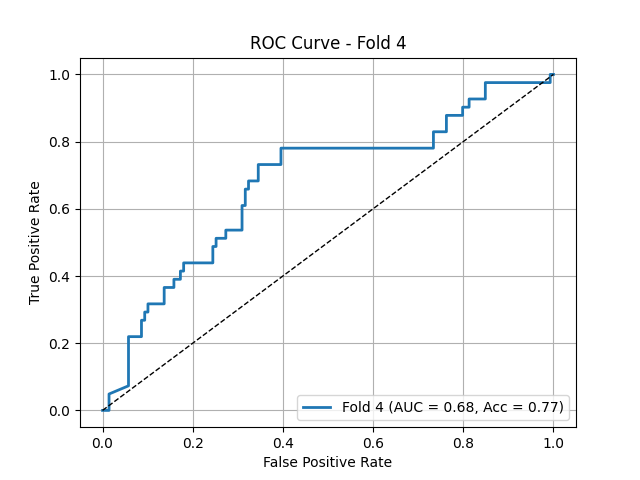 ROC Curve - Fold 4
True Positive Rate
1.0
0.8
0.6
0.4
0.2
0.0
Fold 4 (AUC = 0.68, Acc = 0.77)
0.0 0.2 0.4 0.6 0.8 1.0
False Positive Rate